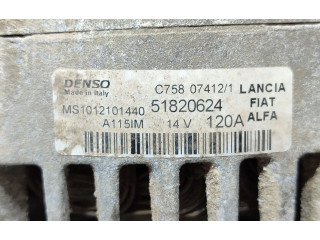 DENSO C758 07412/1 LANCIA
Made in Italy
MS1012101440 51820624 FIAT
A115IM 14 V 120A ALFA